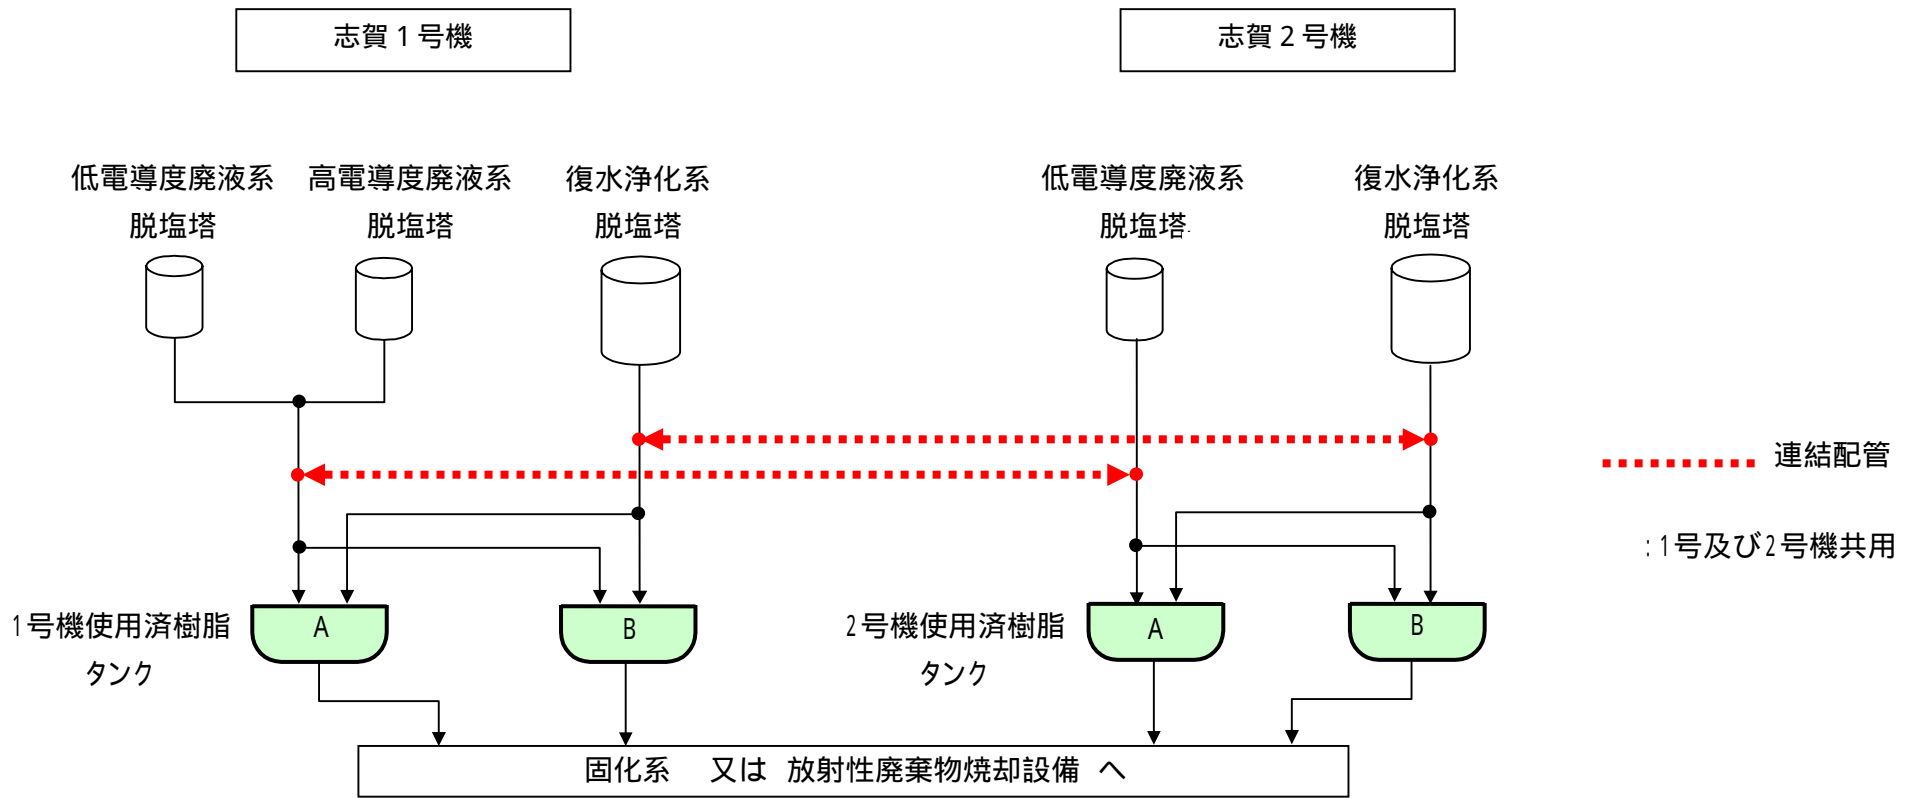 志賀1号機
志賀2号機
低電導度廃液系
脱塩塔
高電導度廃液系
脱塩塔
復水浄化系
脱塩塔
低電導度廃液系
脱塩塔
復水浄化系
脱塩塔
連結配管
:1号及び2号機共用
1号機使用済樹脂
タンク
A
B
2号機使用済樹脂
タンク
A
B
固化系 又は 放射性廃棄物焼却設備 へ